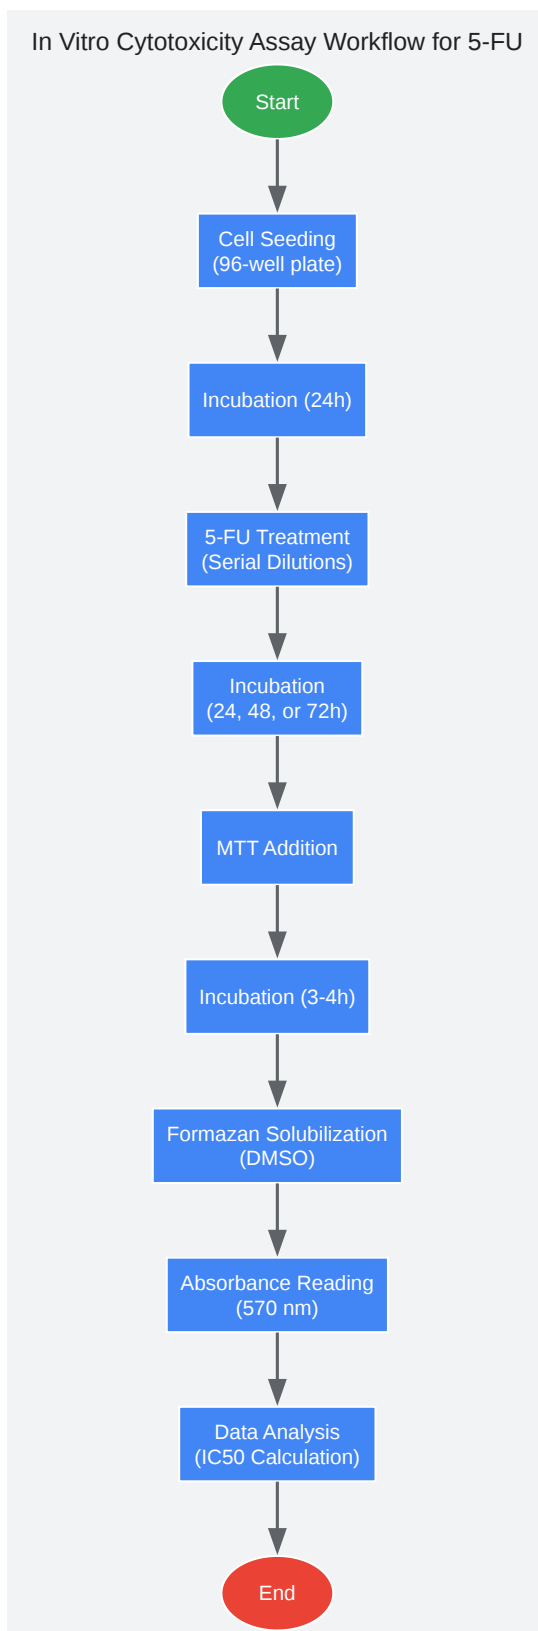 In Vitro Cytotoxicity Assay Workflow for 5-FU
Start
Cell Seeding
(96-well plate)
Incubation (24h)
5-FU Treatment
(Serial Dilutions)
Incubation
(24, 48, or 72h)
MTT Addition
Incubation (3-4h)
Formazan Solubilization
(DMSO)
Absorbance Reading
(570 nm)
Data Analysis
(IC50 Calculation)
End